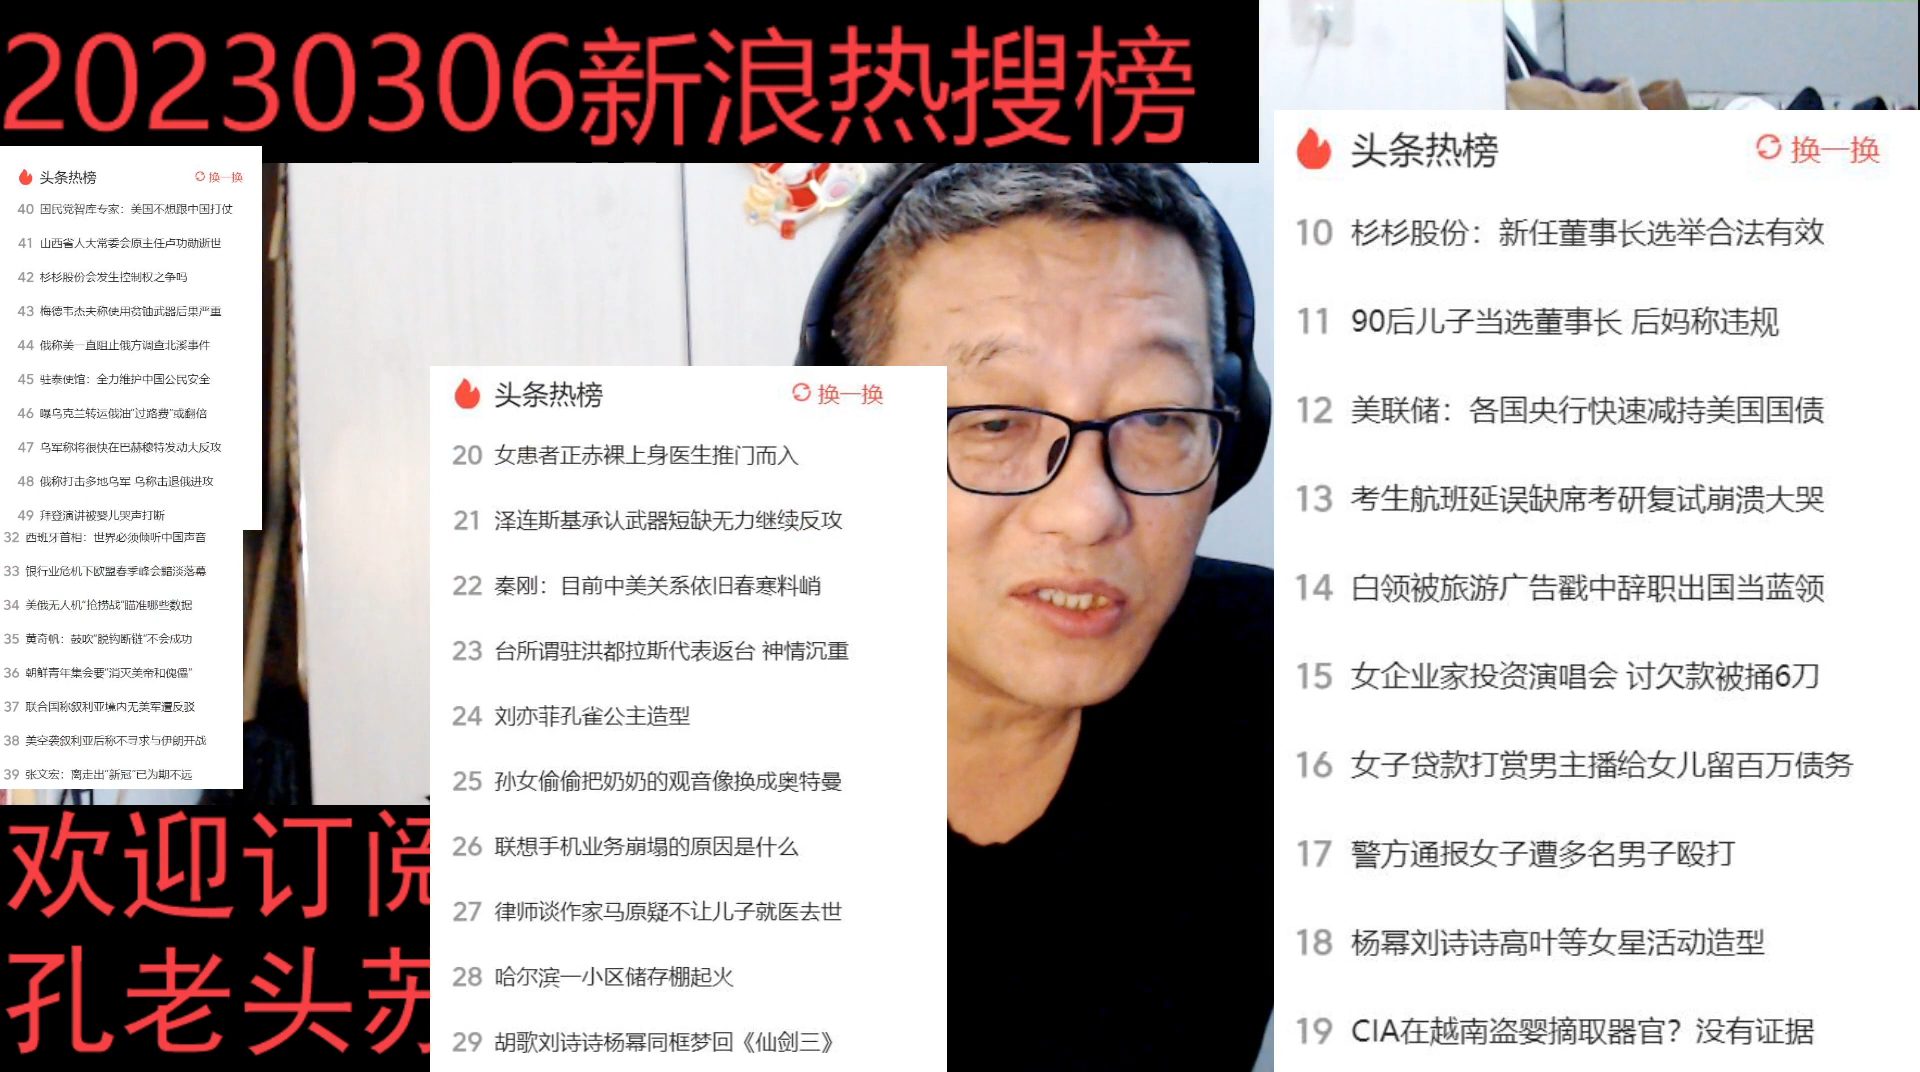 20230306新浪热搜榜
头条热榜
换一换
40 国民党智库专家：美国不想跟中国打仗
41 山西省人大常委会原主任卢功勋逝世
42 杉杉股份会发生控制权之争吗
43 梅德韦杰夫称使用贫铀武器后果严重
44 俄称美一直阻止俄方调查北溪事件
45 驻泰使馆：全力维护中国公民安全
46 曝乌克兰转运俄油“过路费”或翻倍
47 乌军称将很快在巴赫穆特发动大反攻
48 俄称打击多地乌军 乌称击退俄进攻
49 拜登演讲被婴儿哭声打断
32 西班牙首相：世界必须倾听中国声音
33 银行业危机下欧盟春季峰会黯淡落幕
34 美俄无人机“抢捞战”瞄准哪些数据
35 黄奇帆：鼓吹“脱钩断链”不会成功
36 朝鲜青年集会要“消灭美帝和傀儡”
37 联合国称叙利亚境内无美军遭反驳
38 美空袭叙利亚后称不寻求与伊朗开战
39 张文宏：离走出“新冠”已为期不远
欢迎订阅
孔老头苏
头条热榜
换一换
20 女患者正赤裸上身医生推门而入
21 泽连斯基承认武器短缺无力继续反攻
22 秦刚：目前中美关系依旧春寒料峭
23 台所谓驻洪都拉斯代表返台 神情沉重
24 刘亦菲孔雀公主造型
25 孙女偷偷把奶奶的观音像换成奥特曼
26 联想手机业务崩塌的原因是什么
27 律师谈作家马原疑不让儿子就医去世
28 哈尔滨一小区储存棚起火
29 胡歌刘诗诗杨幂同框梦回《仙剑三》
头条热榜
换一换
10 杉杉股份：新任董事长选举合法有效
11 90后儿子当选董事长 后妈称违规
12 美联储：各国央行快速减持美国国债
13 考生航班延误缺席考研复试崩溃大哭
14 白领被旅游广告戳中辞职出国当蓝领
15 女企业家投资演唱会 讨欠款被捅6刀
16 女子贷款打赏男主播给女儿留百万债务
17 警方通报女子遭多名男子殴打
18 杨幂刘诗诗高叶等女星活动造型
19 CIA在越南盗婴摘取器官？没有证据